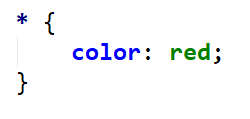 * {
    color: red;
}